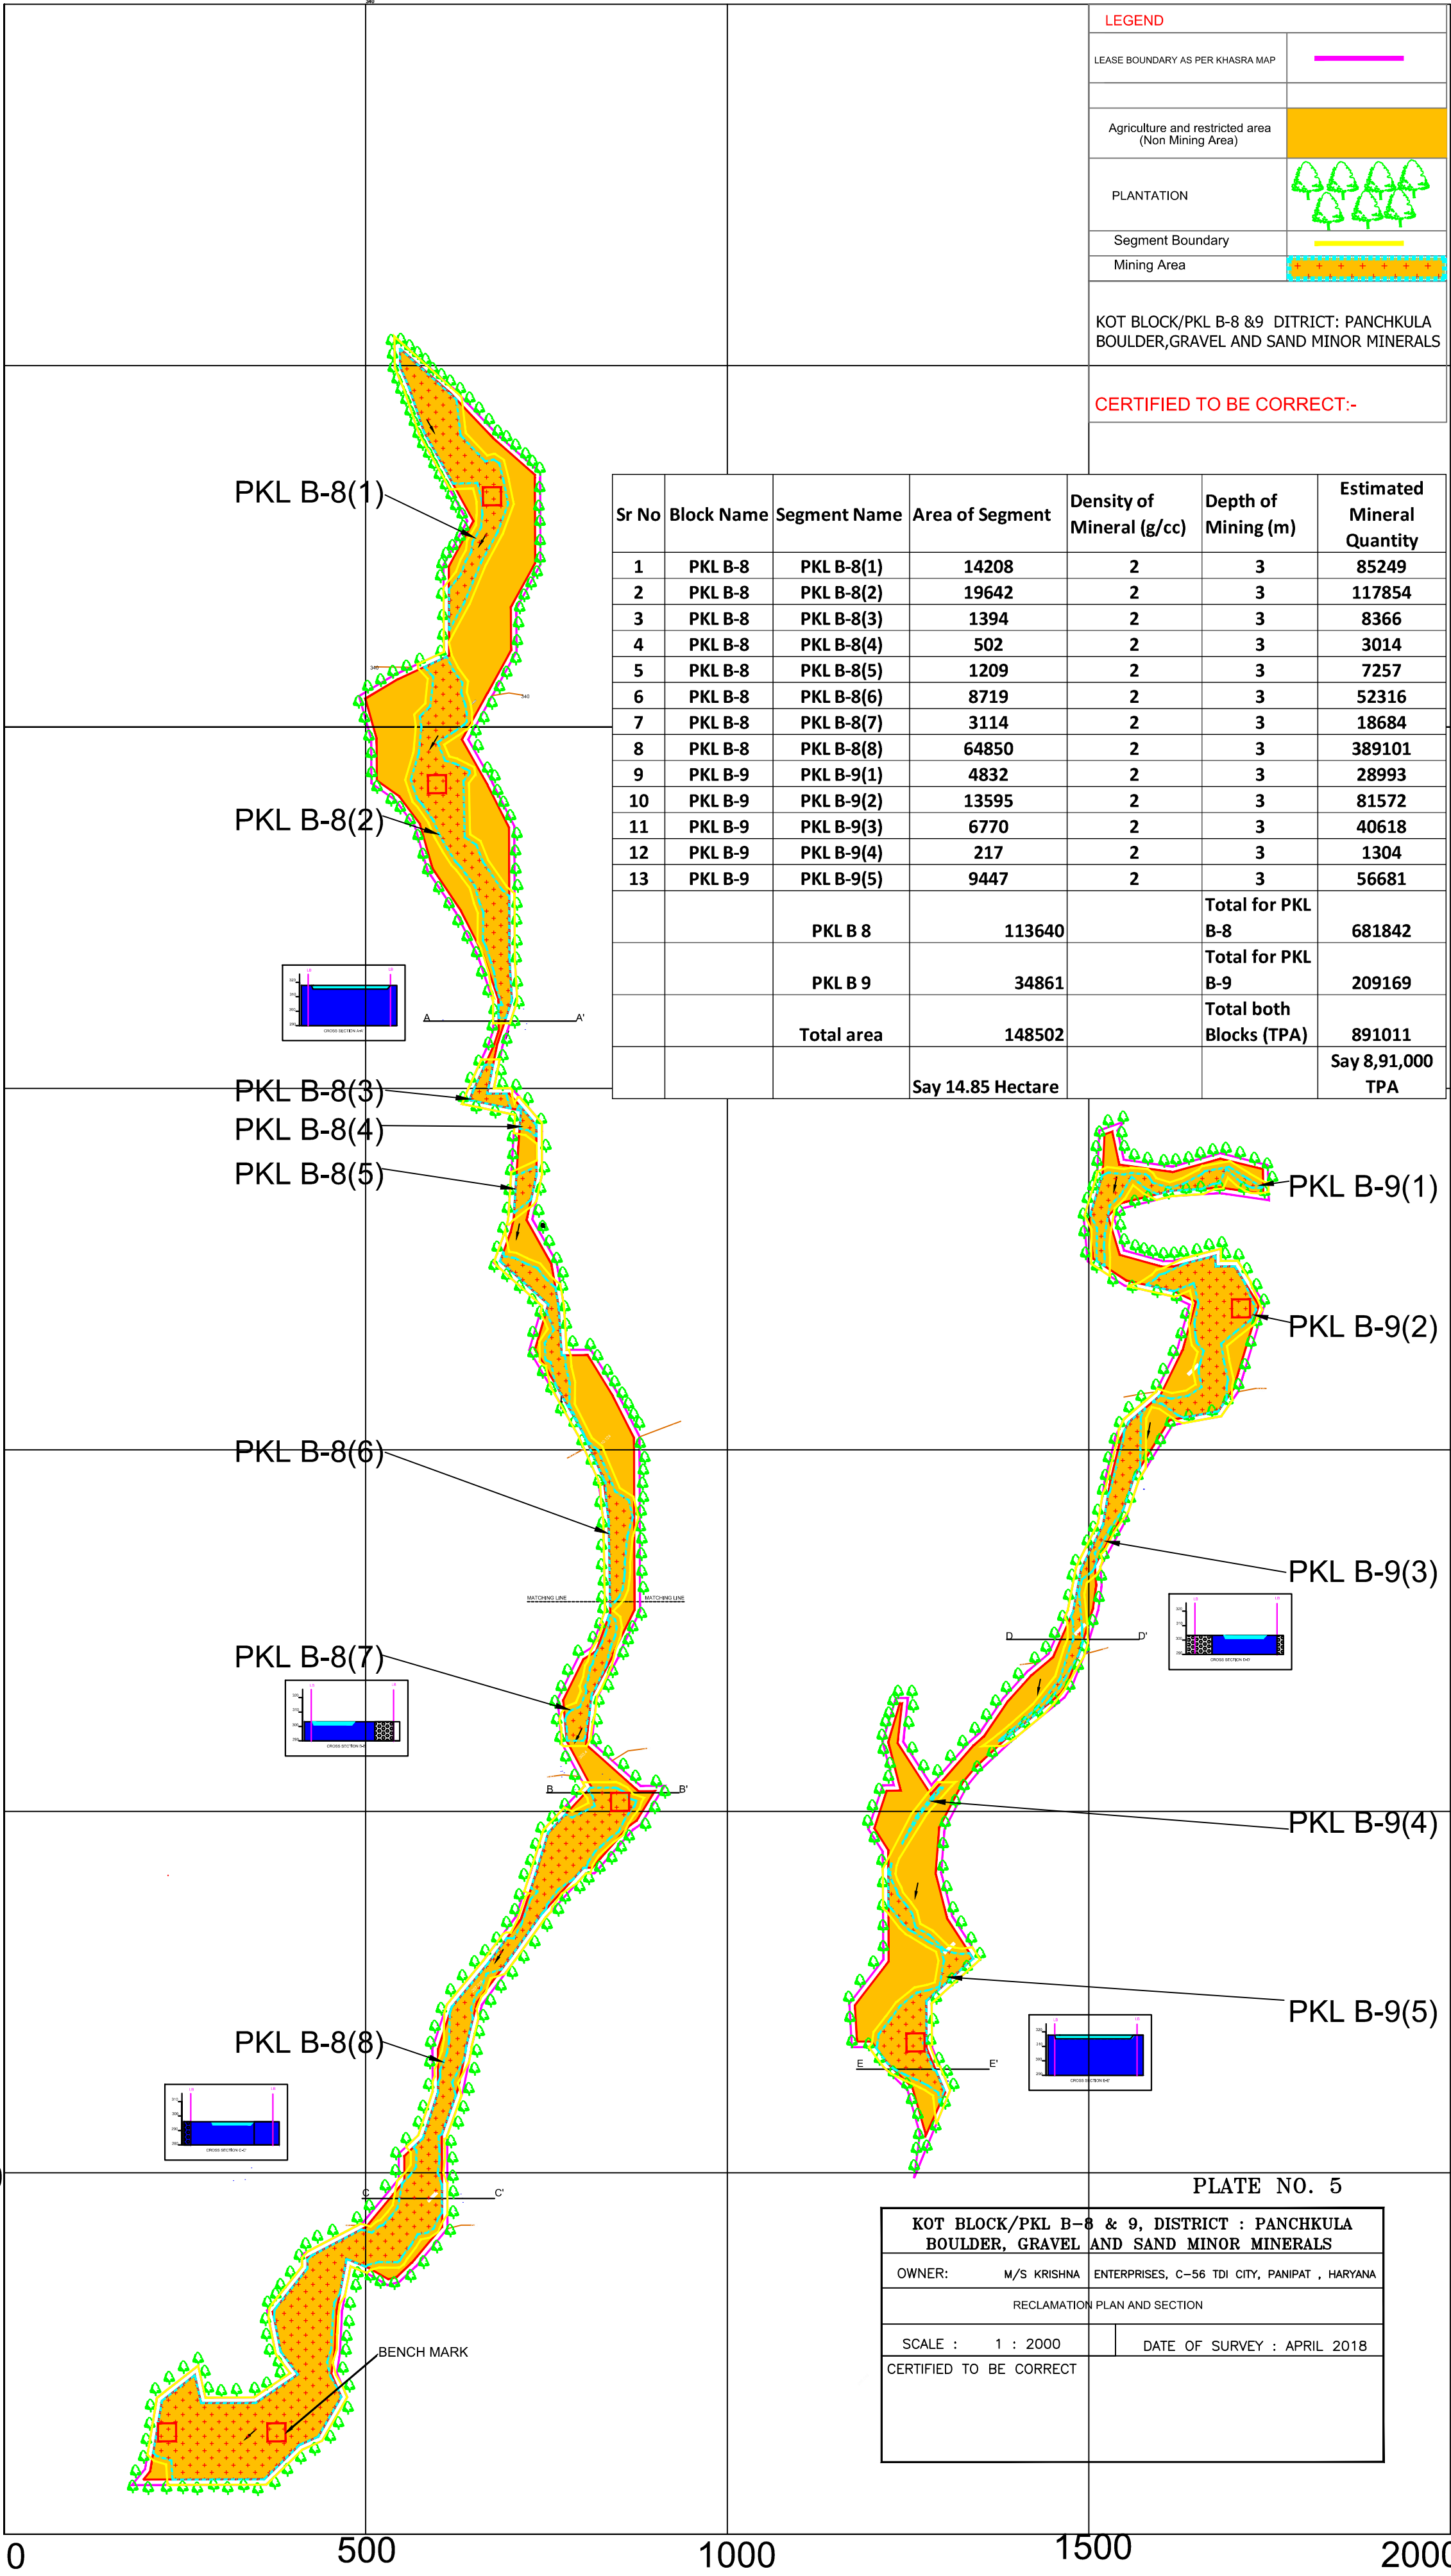 LEGEND
LEASE BOUNDARY AS PER KHASRA MAP
Agriculture and restricted area
(Non Mining Area)
PLANTATION
Segment Boundary
Mining Area
KOT BLOCK/PKL B-8 &9 DITRICT: PANCHKULA
BOULDER,GRAVEL AND SAND MINOR MINERALS
CERTIFIED TO BE CORRECT:-
Sr No Block Name Segment Name Area of Segment Density of Mineral (g/cc) Depth of Mining (m) Estimated Mineral Quantity
1 PKL B-8 PKL B-8(1) 14208 2 3 85249
2 PKL B-8 PKL B-8(2) 19642 2 3 117854
3 PKL B-8 PKL B-8(3) 1394 2 3 8366
4 PKL B-8 PKL B-8(4) 502 2 3 3014
5 PKL B-8 PKL B-8(5) 1209 2 3 7257
6 PKL B-8 PKL B-8(6) 8719 2 3 52316
7 PKL B-8 PKL B-8(7) 3114 2 3 18684
8 PKL B-8 PKL B-8(8) 64850 2 3 389101
9 PKL B-9 PKL B-9(1) 4832 2 3 28993
10 PKL B-9 PKL B-9(2) 13595 2 3 81572
11 PKL B-9 PKL B-9(3) 6770 2 3 40618
12 PKL B-9 PKL B-9(4) 217 2 3 1304
13 PKL B-9 PKL B-9(5) 9447 2 3 56681
PKL B 8 113640 Total for PKL B-8 681842
PKL B 9 34861 Total for PKL B-9 209169
Total area 148502 Total both Blocks (TPA) 891011
Say 14.85 Hectare Say 8,91,000 TPA
PKL B-8(1)
340
340
PKL B-8(2)
A A'
PKL B-8(3)
PKL B-8(4)
PKL B-8(5)
PKL B-8(6)
MATCHING LINE MATCHING LINE
PKL B-8(7)
B B'
PKL B-8(8)
C C'
BENCH MARK
PKL B-9(1)
PKL B-9(2)
PKL B-9(3)
D D'
PKL B-9(4)
PKL B-9(5)
E E'
PLATE NO. 5
KOT BLOCK/PKL B-8 & 9, DISTRICT : PANCHKULA
BOULDER, GRAVEL AND SAND MINOR MINERALS
OWNER: M/S KRISHNA ENTERPRISES, C-56 TDI CITY, PANIPAT , HARYANA
RECLAMATION PLAN AND SECTION
SCALE : 1 : 2000 DATE OF SURVEY : APRIL 2018
CERTIFIED TO BE CORRECT
0 500 1000 1500 2000